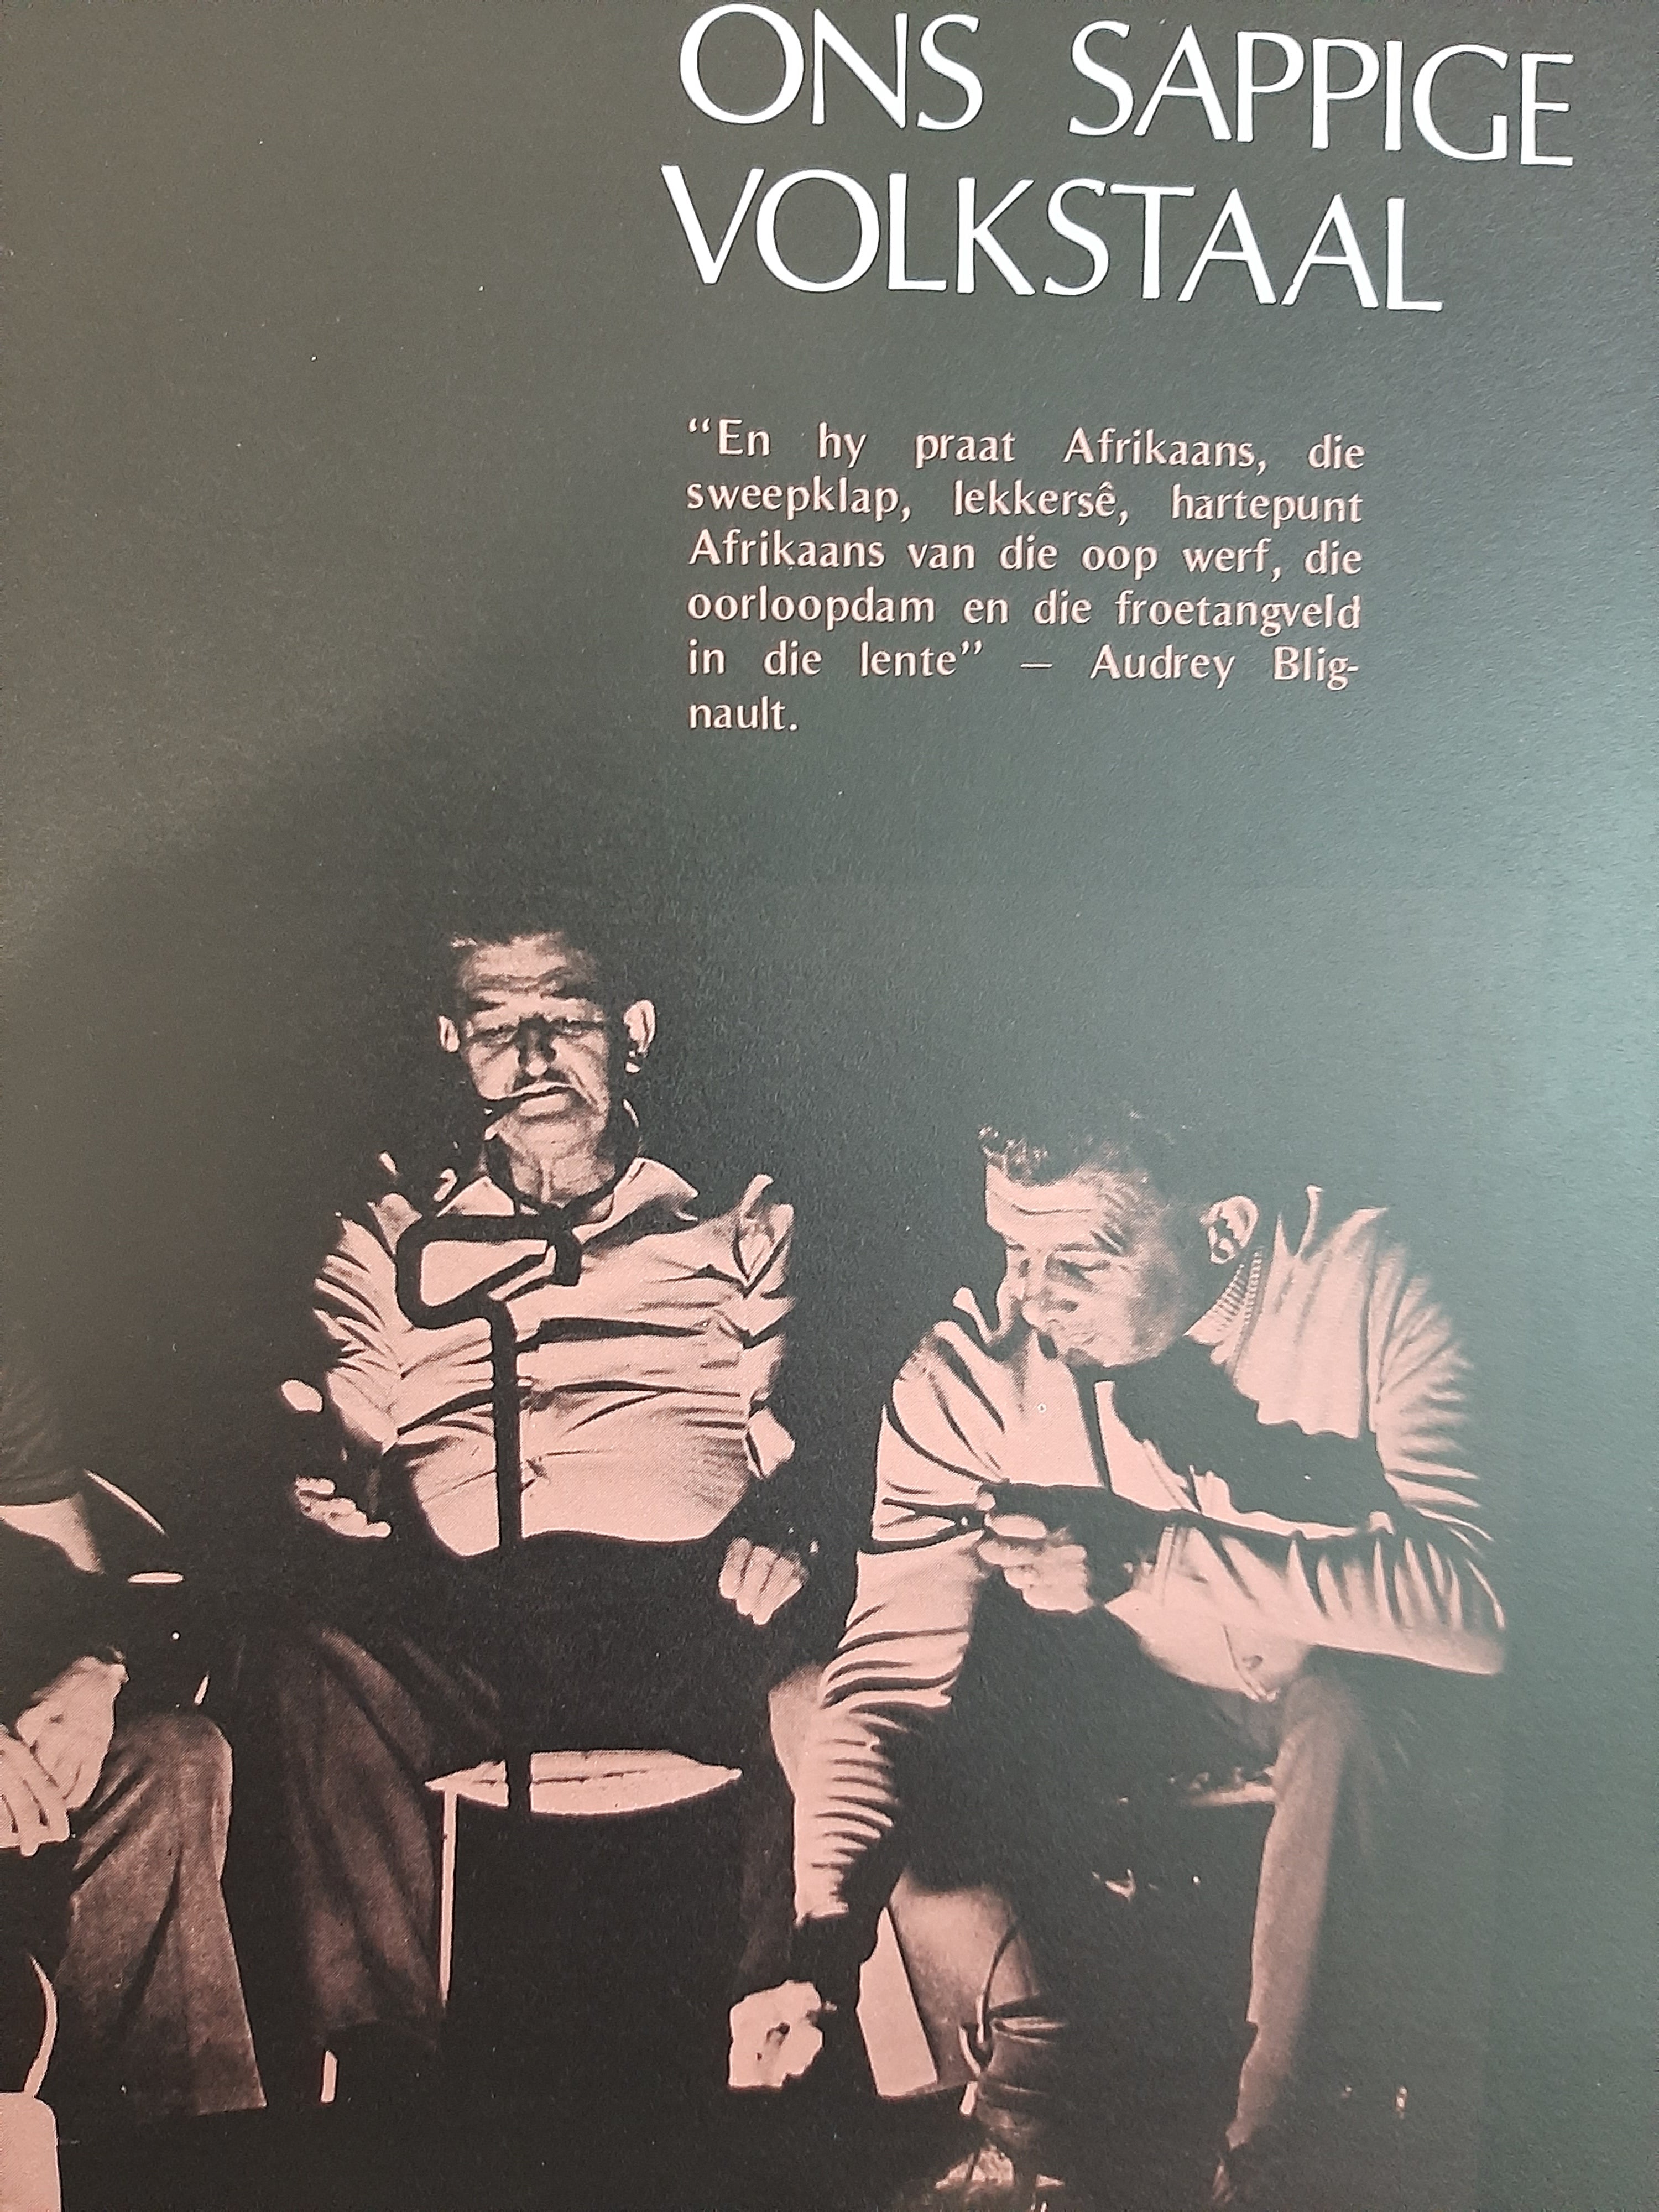 ONS SAPPIGE
VOLKSTAAL
“En hy praat Afrikaans, die
sweepklap, lekkersê, hartepunt
Afrikaans van die oop werf, die
oorloopdam en die froetangveld
in die lente” — Audrey Blig-
nault.